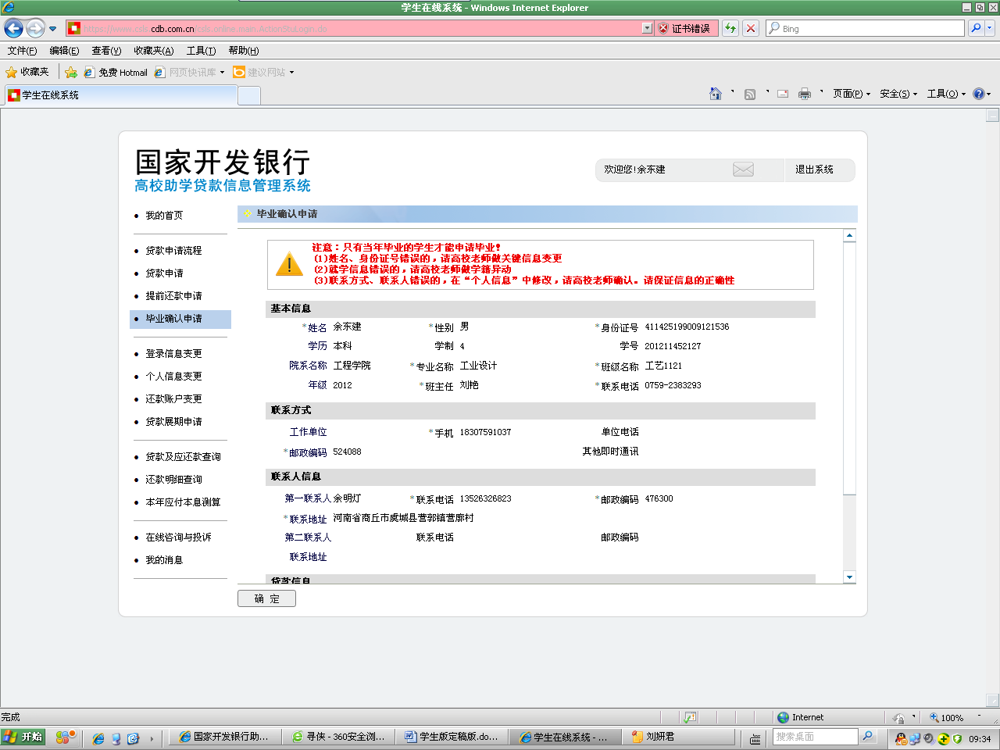 学生在线系统 - Windows Internet Explorer
https://www.csls.cdb.com.cn/csls.online.main.ActionStuLogin.do 证书错误 Bing
文件(F) 编辑(E) 查看(V) 收藏夹(A) 工具(T) 帮助(H)
收藏夹 免费 Hotmail 网页快讯库 建议网站
学生在线系统 页面(P) 安全(S) 工具(O)
国家开发银行
高校助学贷款信息管理系统
欢迎您!余东建 退出系统
我的首页
贷款申请流程
贷款申请
提前还款申请
毕业确认申请
登录信息变更
个人信息变更
还款账户变更
贷款展期申请
贷款及应还款查询
还款明细查询
本年应付本息测算
在线咨询与投诉
我的消息
毕业确认申请
注意：只有当年毕业的学生才能申请毕业!
(1)姓名、身份证号错误的，请高校老师做关键信息变更
(2)就学信息错误的，请高校老师做学籍异动
(3)联系方式、联系人错误的，在“个人信息”中修改，请高校老师确认。请保证信息的正确性
基本信息
*姓名 余东建 *性别 男 *身份证号 411425199009121536
学历 本科 学制 4 学号 201211452127
院系名称 工程学院 *专业名称 工业设计 *班级名称 工艺1121
年级 2012 *班主任 刘艳 *联系电话 0759-2383293
联系方式
工作单位 *手机 18307591037 单位电话
*邮政编码 524088 其他即时通讯
联系人信息
第一联系人 余明灯 *联系电话 13526326823 *邮政编码 476300
*联系地址 河南省商丘市虞城县营郭镇营廓村
第二联系人 联系电话 邮政编码
联系地址
贷款信息
确 定
完成 Internet 100%
开始 国家开发银行助... 寻侠 - 360安全浏... 学生版定稿版.do... 学生在线系统 - ... 刘妍君 搜索桌面 09:34